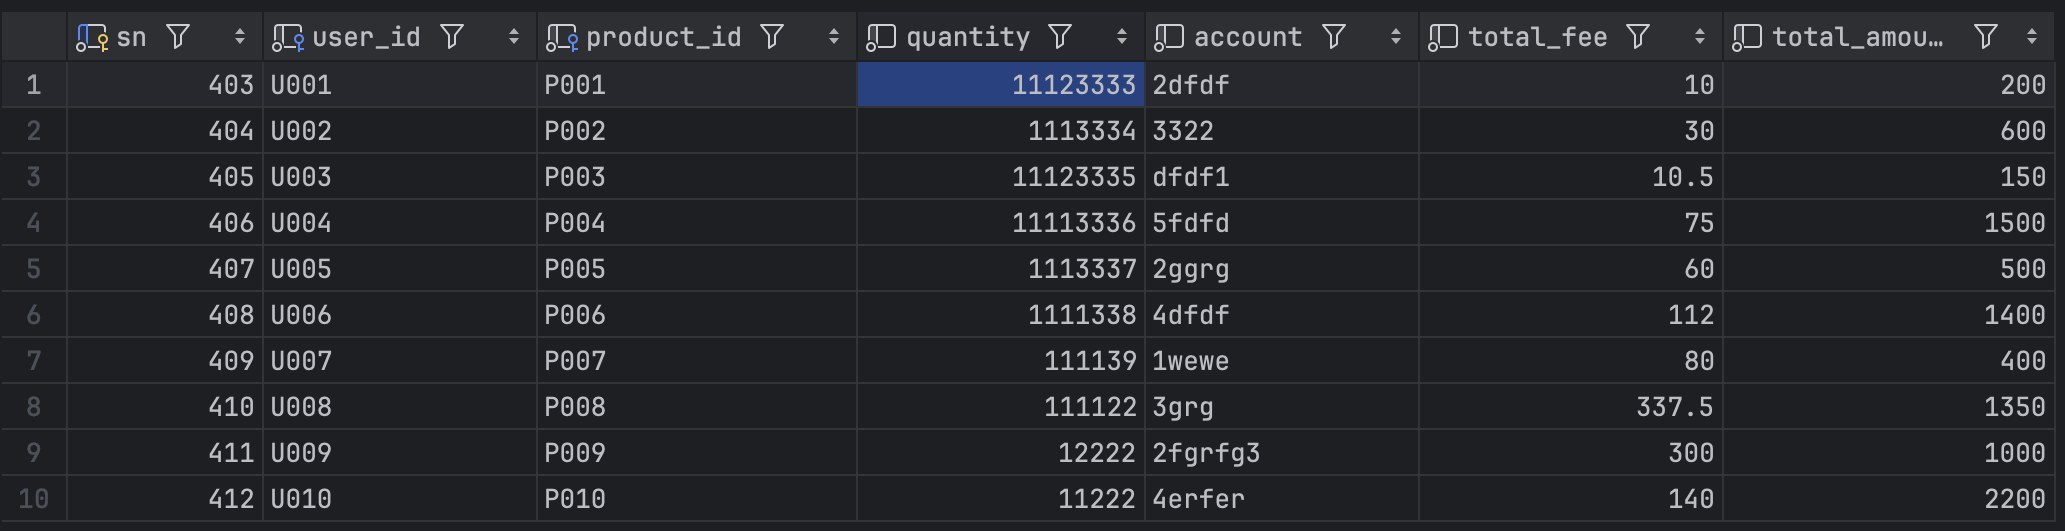 sn user_id product_id quantity account total_fee total_amou…
1 403 U001 P001 11123333 2dfdf 10 200
2 404 U002 P002 1113334 3322 30 600
3 405 U003 P003 11123335 dfdf1 10.5 150
4 406 U004 P004 11113336 5fdfd 75 1500
5 407 U005 P005 1113337 2ggrg 60 500
6 408 U006 P006 1111338 4dfdf 112 1400
7 409 U007 P007 111139 1wewe 80 400
8 410 U008 P008 111122 3grg 337.5 1350
9 411 U009 P009 12222 2fgrfg3 300 1000
10 412 U010 P010 11222 4erfer 140 2200